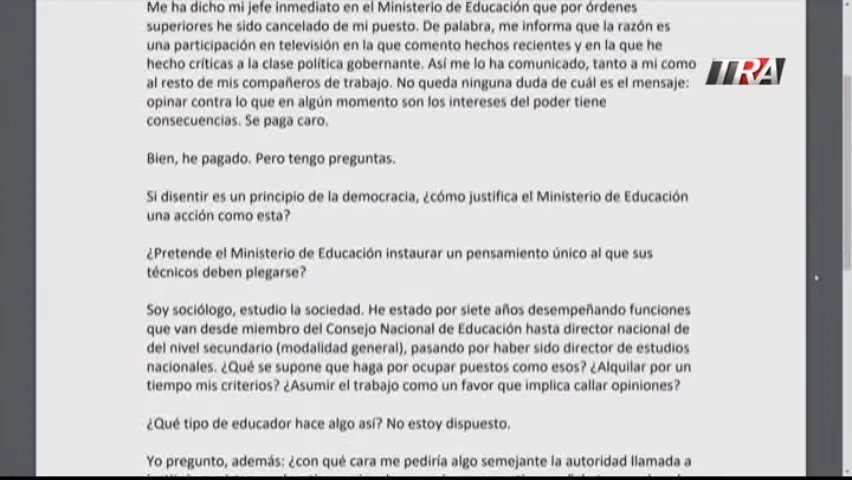 Me ha dicho mi jefe inmediato en el Ministerio de Educación que por órdenes
superiores he sido cancelado de mi puesto. De palabra, me informa que la razón es
una participación en televisión en la que comento hechos recientes y en la que he
hecho críticas a la clase política gobernante. Así me lo ha comunicado, tanto a mi como
al resto de mis compañeros de trabajo. No queda ninguna duda de cuál es el mensaje:
opinar contra lo que en algún momento son los intereses del poder tiene
consecuencias. Se paga caro.
TRA
Bien, he pagado. Pero tengo preguntas.
Si disentir es un principio de la democracia, ¿cómo justifica el Ministerio de Educación
una acción como esta?
¿Pretende el Ministerio de Educación instaurar un pensamiento único al que sus
técnicos deben plegarse?
Soy sociólogo, estudio la sociedad. He estado por siete años desempeñando funciones
que van desde miembro del Consejo Nacional de Educación hasta director nacional de
del nivel secundario (modalidad general), pasando por haber sido director de estudios
nacionales. ¿Qué se supone que haga por ocupar puestos como esos? ¿Alquilar por un
tiempo mis criterios? ¿Asumir el trabajo como un favor que implica callar opiniones?
¿Qué tipo de educador hace algo así? No estoy dispuesto.
Yo pregunto, además: ¿con qué cara me pediría algo semejante la autoridad llamada a